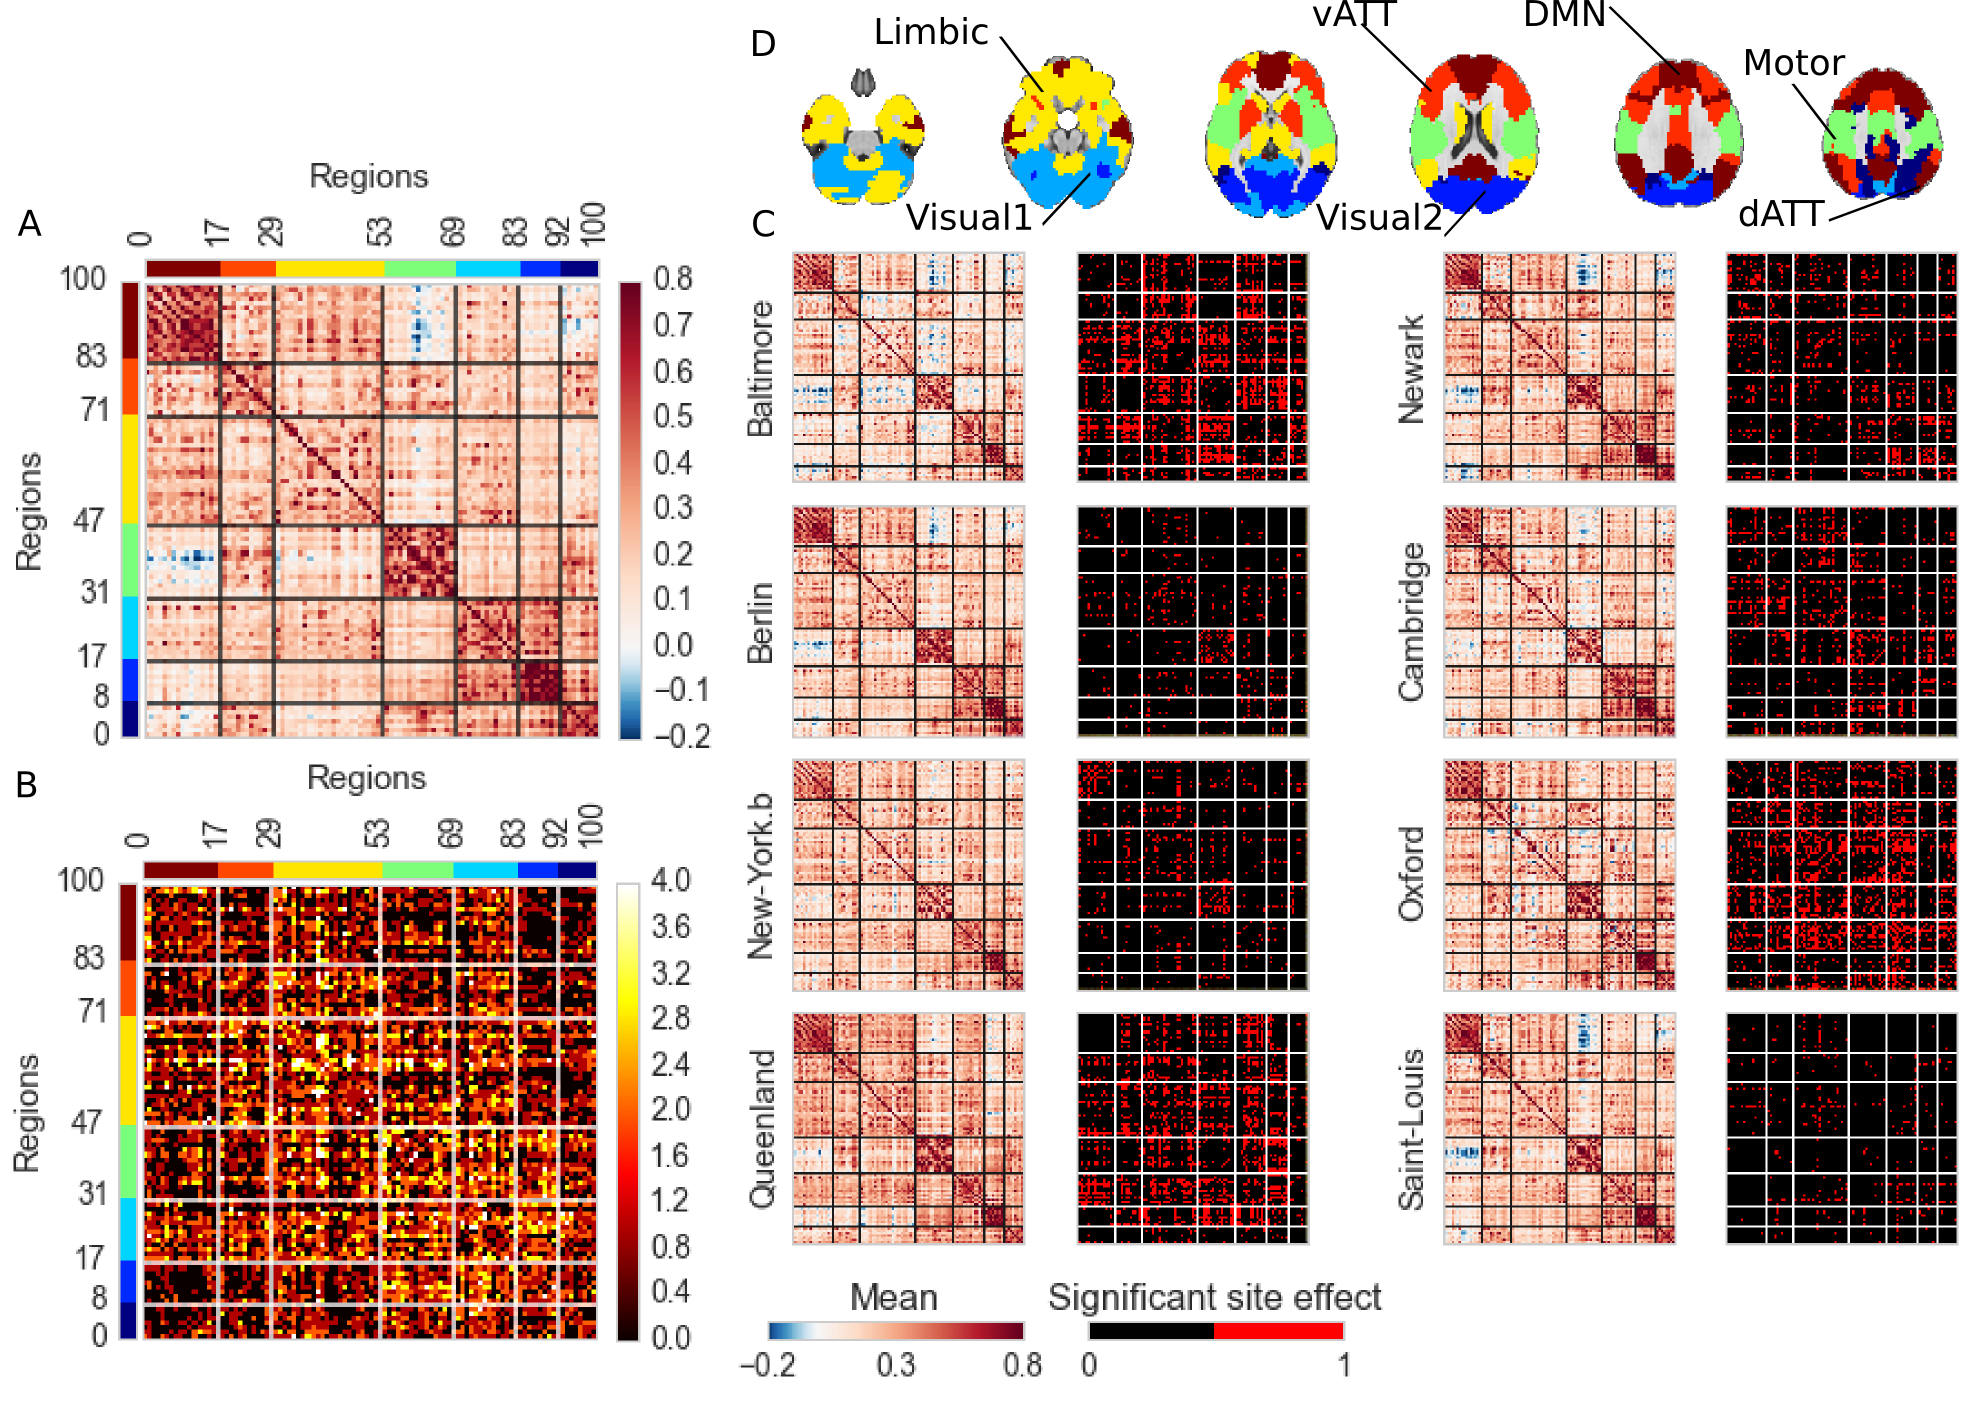 D
Limbic
vATT
DMN
Motor
Visual1
Visual2
dATT
A
Regions
0 17 29 53 69 83 92 100
Regions
100
83
71
47
31
17
8
0
0.8
0.7
0.6
0.5
0.4
0.3
0.2
0.1
0.0
−0.1
−0.2
B
Regions
0 17 29 53 69 83 92 100
Regions
100
83
71
47
31
17
8
0
4.0
3.6
3.2
2.8
2.4
2.0
1.6
1.2
0.8
0.4
0.0
C
Baltimore
Newark
Berlin
Cambridge
New-York.b
Oxford
Queenland
Saint-Louis
Mean
−0.2 0.3 0.8
Significant site effect
0 1